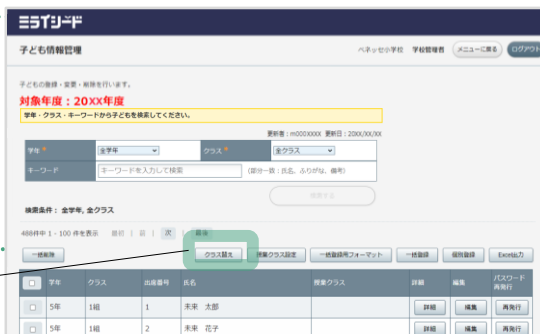 ミライシード
子ども情報管理 ベネッセ小学校 学校管理者 メニューに戻る ログアウト
子どもの登録・変更・削除を行います。
対象年度：20XX年度
学年・クラス・キーワードから子どもを検索してください。
更新者：m000XXXX 更新日：20XX/XX/XX
学年* 全学年 クラス* 全クラス
キーワード キーワードを入力して検索 (部分一致：氏名、ふりがな、備考)
検索する
検索条件： 全学年, 全クラス
488件中 1 - 100 件を表示 最初 | 前 | 次 | 最後
一括削除 クラス替え 授業クラス設定 一括登録用フォーマット 一括登録 個別登録 Excel出力
学年 クラス 出席番号 氏名 授業クラス 詳細 編集 パスワード再発行
5年 1組 1 未来 太郎 詳細 編集 再発行
5年 1組 2 未来 花子 詳細 編集 再発行